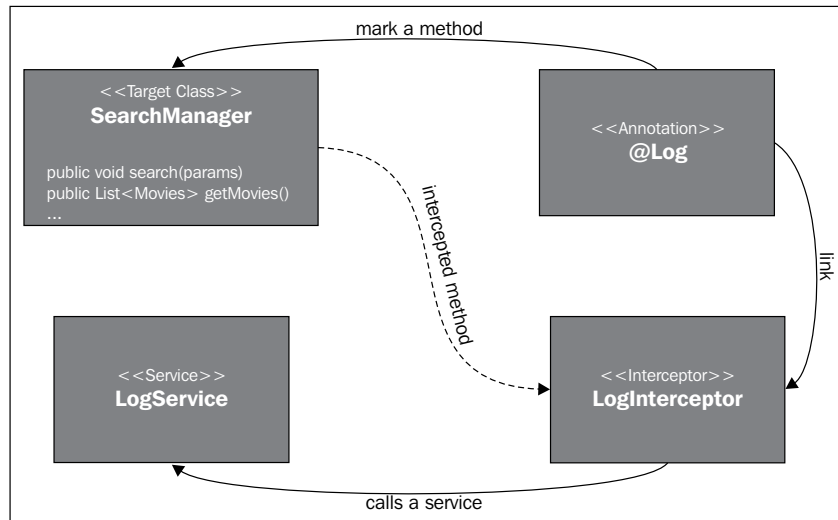 mark a method
<<Target Class>>
SearchManager
public void search(params)
public List<Movies> getMovies()
...
<<Annotation>>
@Log
intercepted method
link
<<Service>>
LogService
<<Interceptor>>
LogInterceptor
calls a service